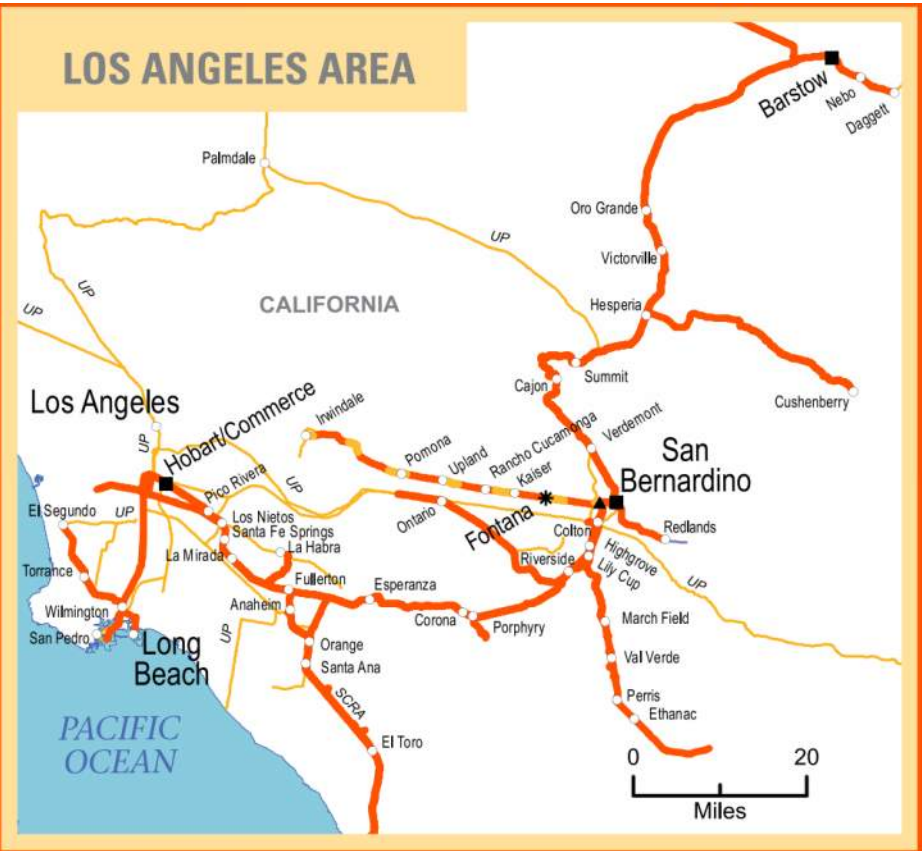 LOS ANGELES AREA
Barstow
Nebo
Daggett
Palmdale
Oro Grande
UP
Victorville
UP
CALIFORNIA
Hesperia
UP
Summit
Cajon
Cushenberry
Los Angeles
Hobart/Commerce
Irwindale
Pomona
Upland
Rancho Cucamonga
Kaiser
Verdemont
San
Bernardino
UP
Pico Rivera
UP
El Segundo
UP
Los Nietos
Santa Fe Springs
La Habra
Ontario
Fontana
Colton
Redlands
Highgrove
Lily Cup
La Mirada
Riverside
UP
Torrance
Fullerton
Esperanza
Wilmington
Anaheim
Corona
Porphyry
March Field
San Pedro
Long
Beach
UP
Orange
Santa Ana
Val Verde
SCRA
Perris
Ethanac
PACIFIC
OCEAN
El Toro
0 20
Miles